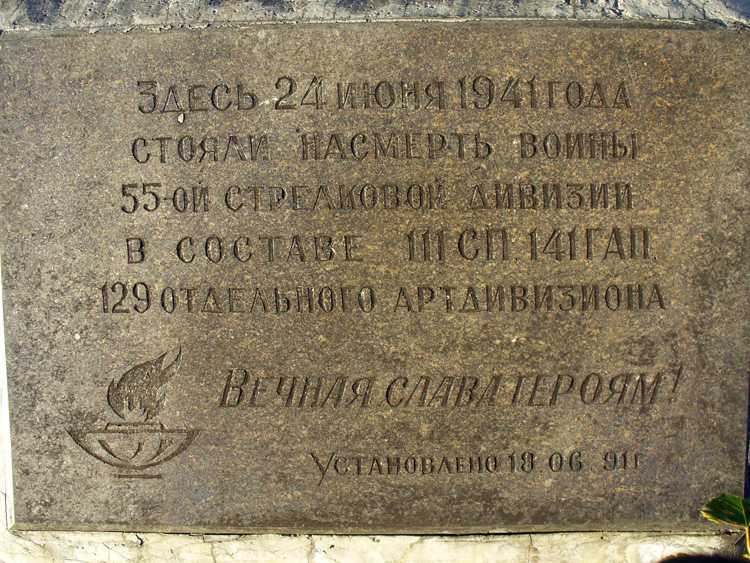 Здесь 24 июня 1941 года
стояли насмерть воины
55-ой стрелковой дивизии
в составе 111 СП. 141 ГАП.
129 отдельного артдивизиона
Вечная слава героям!
Установлено 18 06 91г